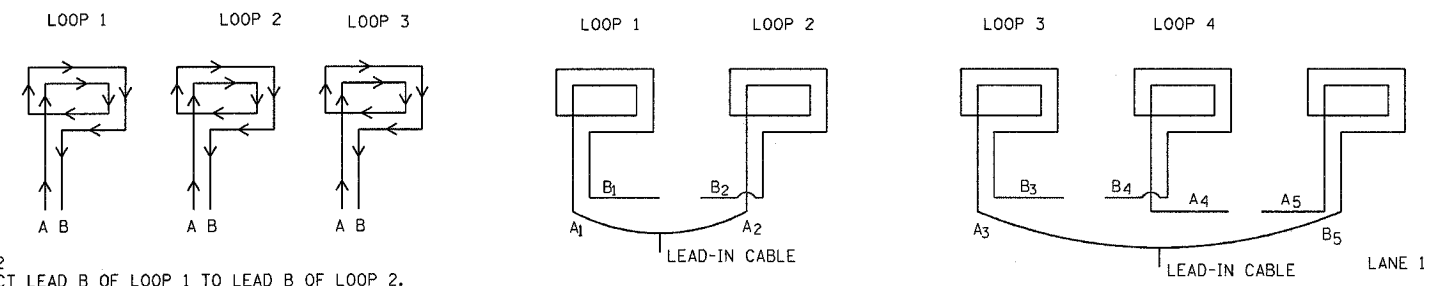 LOOP 1 LOOP 2 LOOP 3 LOOP 1 LOOP 2 LOOP 3 LOOP 4
B1 B2 B3 B4 A4 A5
A B A B A B A1 A2 A3 B5
LEAD-IN CABLE LEAD-IN CABLE LANE 1
2
CT LEAD B OF LOOP 1 TO LEAD B OF LOOP 2.